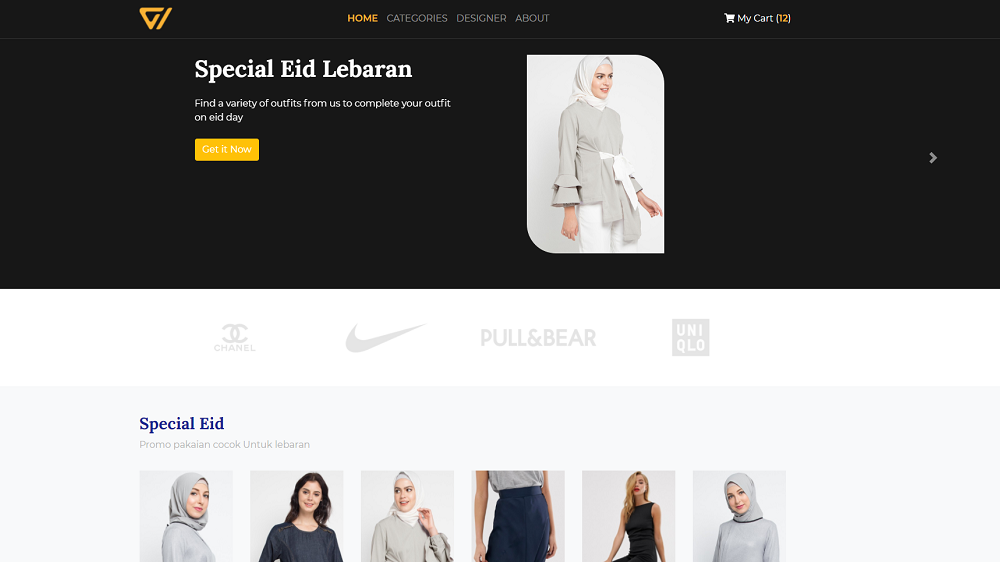 HOME CATEGORIES DESIGNER ABOUT My Cart (12)
Special Eid Lebaran
Find a variety of outfits from us to complete your outfit
on eid day
Get it Now
CHANEL
PULL&BEAR
UNI
QLO
Special Eid
Promo pakaian cocok Untuk lebaran